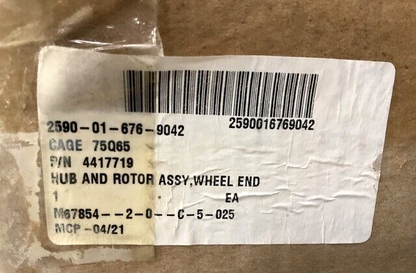 2590-01-676-9042 2590016769042
CAGE 75Q65
P/N 4417719
HUB AND ROTOR ASSY,WHEEL END
1 EA
M67854--2-0--C-5-025
MCP-04/21